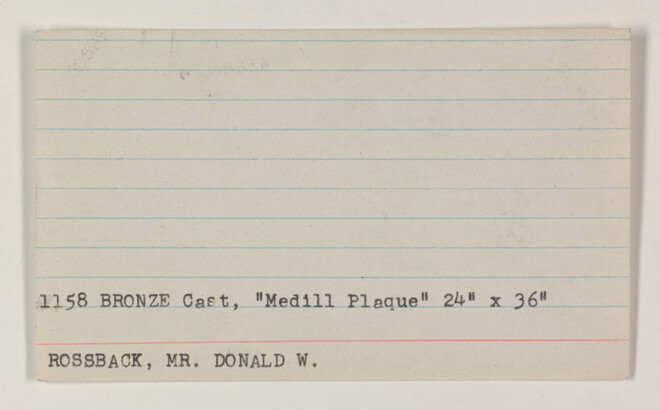 1158 BRONZE Cast, "Medill Plaque" 24" x 36"
ROSSBACK, MR. DONALD W.